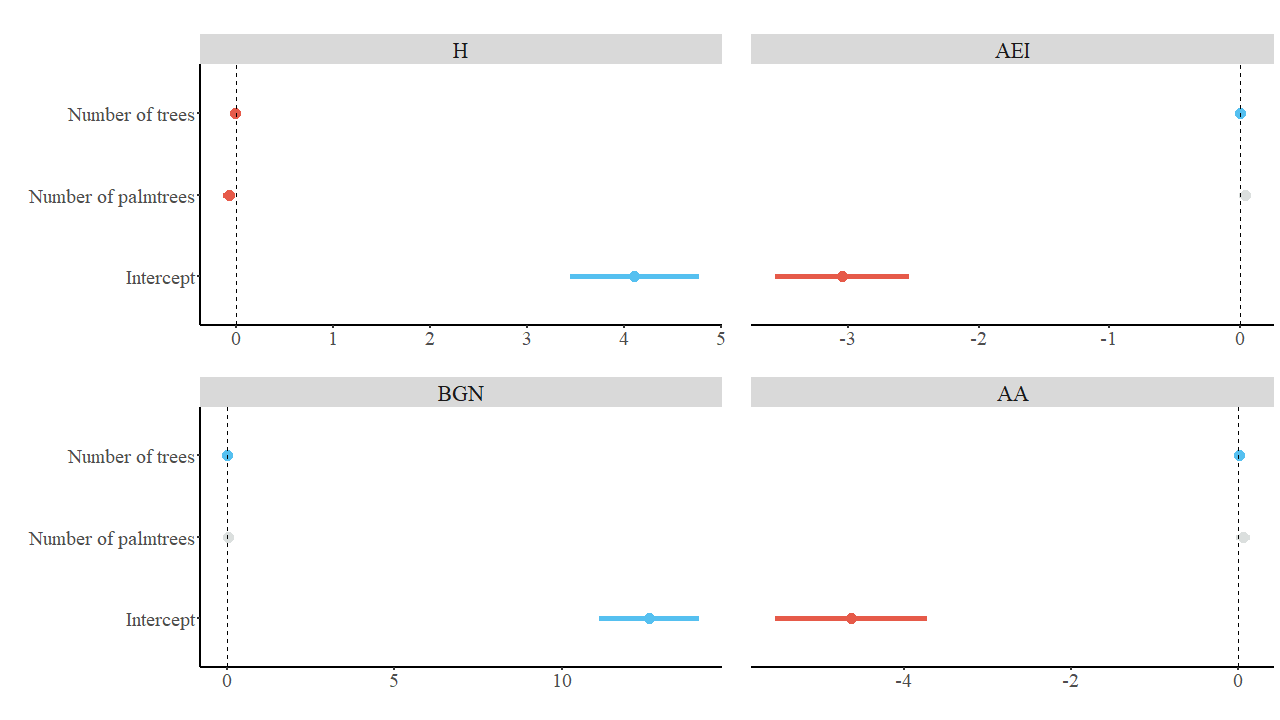 H
AEI
Number of trees
Number of palmtrees
Intercept
0 1 2 3 4 5
-3 -2 -1 0
BGN
AA
Number of trees
Number of palmtrees
Intercept
0 5 10
-4 -2 0